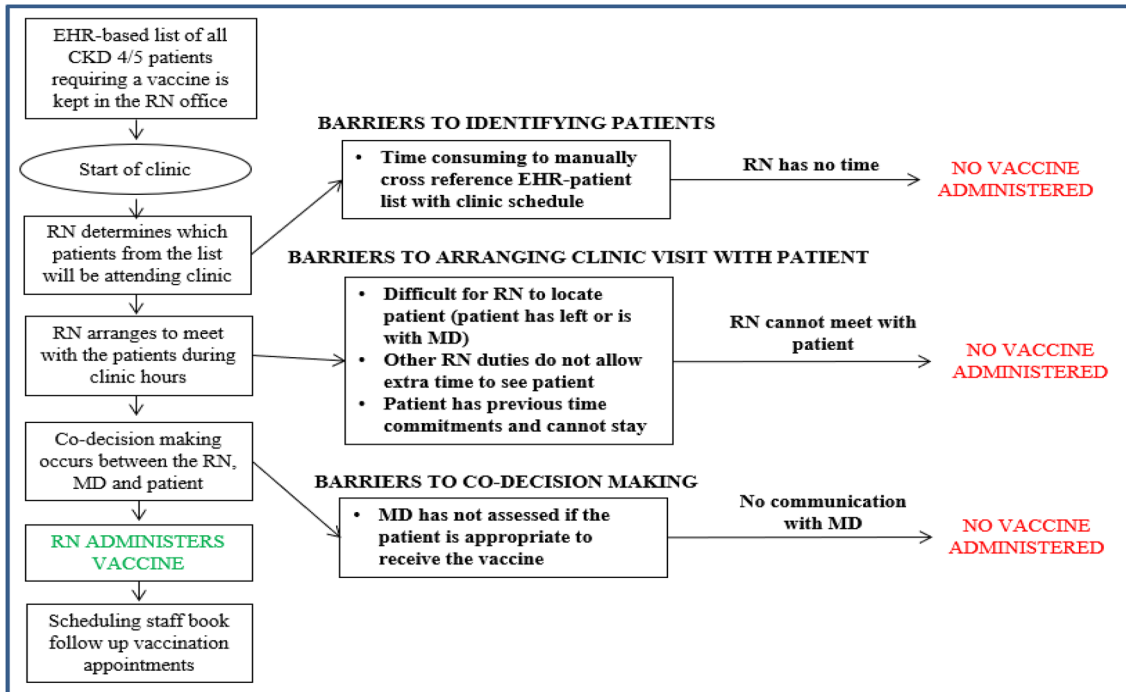 EHR-based list of all
CKD 4/5 patients
requiring a vaccine is
kept in the RN office
Start of clinic
RN determines which
patients from the list
will be attending clinic
RN arranges to meet
with the patients during
clinic hours
Co-decision making
occurs between the RN,
MD and patient
RN ADMINISTERS
VACCINE
Scheduling staff book
follow up vaccination
appointments
BARRIERS TO IDENTIFYING PATIENTS
• Time consuming to manually
cross reference EHR-patient
list with clinic schedule
RN has no time
NO VACCINE
ADMINISTERED
BARRIERS TO ARRANGING CLINIC VISIT WITH PATIENT
• Difficult for RN to locate
patient (patient has left or is
with MD)
• Other RN duties do not allow
extra time to see patient
• Patient has previous time
commitments and cannot stay
RN cannot meet with
patient
NO VACCINE
ADMINISTERED
BARRIERS TO CO-DECISION MAKING
• MD has not assessed if the
patient is appropriate to
receive the vaccine
No communication
with MD
NO VACCINE
ADMINISTERED